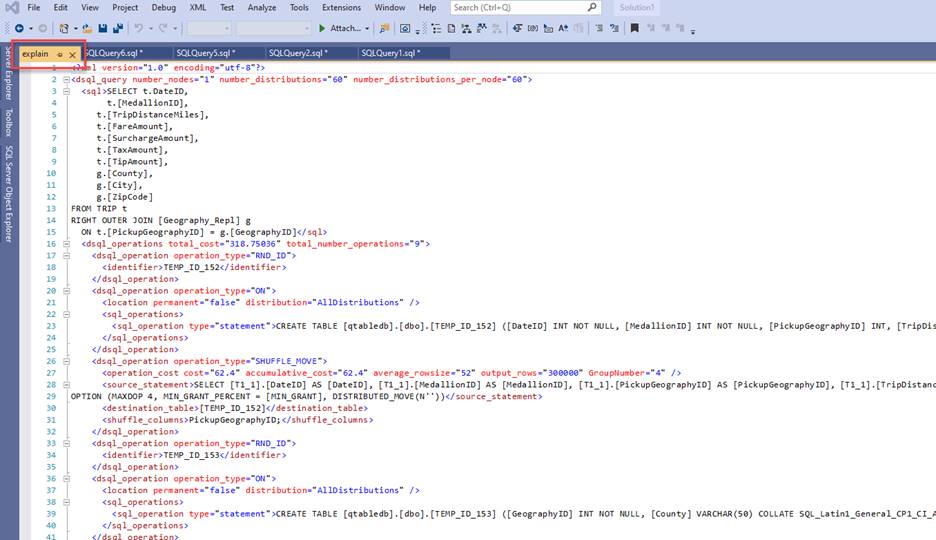 File Edit View Project Debug XML Test Analyze Tools Extensions Window Help Search (Ctrl+Q) Solution1
Attach...
explain SQLQuery6.sql * SQLQuery5.sql * SQLQuery2.sql * SQLQuery1.sql *
Server Explorer
Toolbox
SQL Server Object Explorer
1 <?xml version="1.0" encoding="utf-8"?>
2 <dsql_query number_nodes="1" number_distributions="60" number_distributions_per_node="60">
3 <sql>SELECT t.DateID,
4 t.[MedallionID],
5 t.[TripDistanceMiles],
6 t.[FareAmount],
7 t.[SurchargeAmount],
8 t.[TaxAmount],
9 t.[TipAmount],
10 g.[County],
11 g.[City],
12 g.[ZipCode]
13 FROM TRIP t
14 RIGHT OUTER JOIN [Geography_Repl] g
15 ON t.[PickupGeographyID] = g.[GeographyID]</sql>
16 <dsql_operations total_cost="318.75036" total_number_operations="9">
17 <dsql_operation operation_type="RND_ID">
18 <identifier>TEMP_ID_152</identifier>
19 </dsql_operation>
20 <dsql_operation operation_type="ON">
21 <location permanent="false" distribution="AllDistributions" />
22 <sql_operations>
23 <sql_operation type="statement">CREATE TABLE [qtabledb].[dbo].[TEMP_ID_152] ([DateID] INT NOT NULL, [MedallionID] INT NOT NULL, [PickupGeographyID] INT, [TripDis
24 </sql_operations>
25 </dsql_operation>
26 <dsql_operation operation_type="SHUFFLE_MOVE">
27 <operation_cost cost="62.4" accumulative_cost="62.4" average_rowsize="52" output_rows="300000" GroupNumber="4" />
28 <source_statement>SELECT [T1_1].[DateID] AS [DateID], [T1_1].[MedallionID] AS [MedallionID], [T1_1].[PickupGeographyID] AS [PickupGeographyID], [T1_1].[TripDistanc
29 OPTION (MAXDOP 4, MIN_GRANT_PERCENT = [MIN_GRANT], DISTRIBUTED_MOVE(N''))</source_statement>
30 <destination_table>[TEMP_ID_152]</destination_table>
31 <shuffle_columns>PickupGeographyID;</shuffle_columns>
32 </dsql_operation>
33 <dsql_operation operation_type="RND_ID">
34 <identifier>TEMP_ID_153</identifier>
35 </dsql_operation>
36 <dsql_operation operation_type="ON">
37 <location permanent="false" distribution="AllDistributions" />
38 <sql_operations>
39 <sql_operation type="statement">CREATE TABLE [qtabledb].[dbo].[TEMP_ID_153] ([GeographyID] INT NOT NULL, [County] VARCHAR(50) COLLATE SQL_Latin1_General_CP1_CI_A
40 </sql_operations>
41 </dsql_operation>